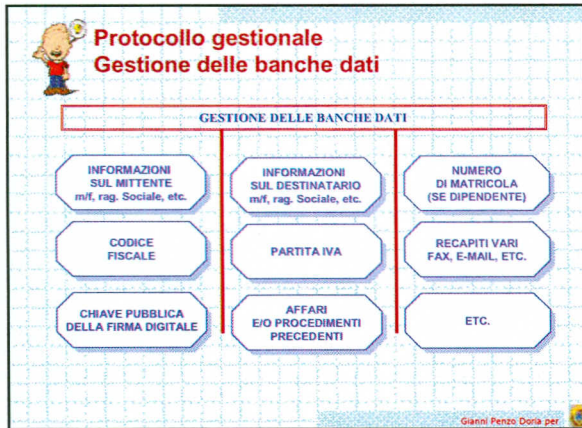 Protocollo gestionale
Gestione delle banche dati
GESTIONE DELLE BANCHE DATI
INFORMAZIONI
SUL MITTENTE
m/f, rag. Sociale, etc.
INFORMAZIONI
SUL DESTINATARIO
m/f, rag. Sociale, etc.
NUMERO
DI MATRICOLA
(SE DIPENDENTE)
CODICE
FISCALE
PARTITA IVA
RECAPITI VARI
FAX, E-MAIL, ETC.
CHIAVE PUBBLICA
DELLA FIRMA DIGITALE
AFFARI
E/O PROCEDIMENTI
PRECEDENTI
ETC.
Gianni Penzo Doria per